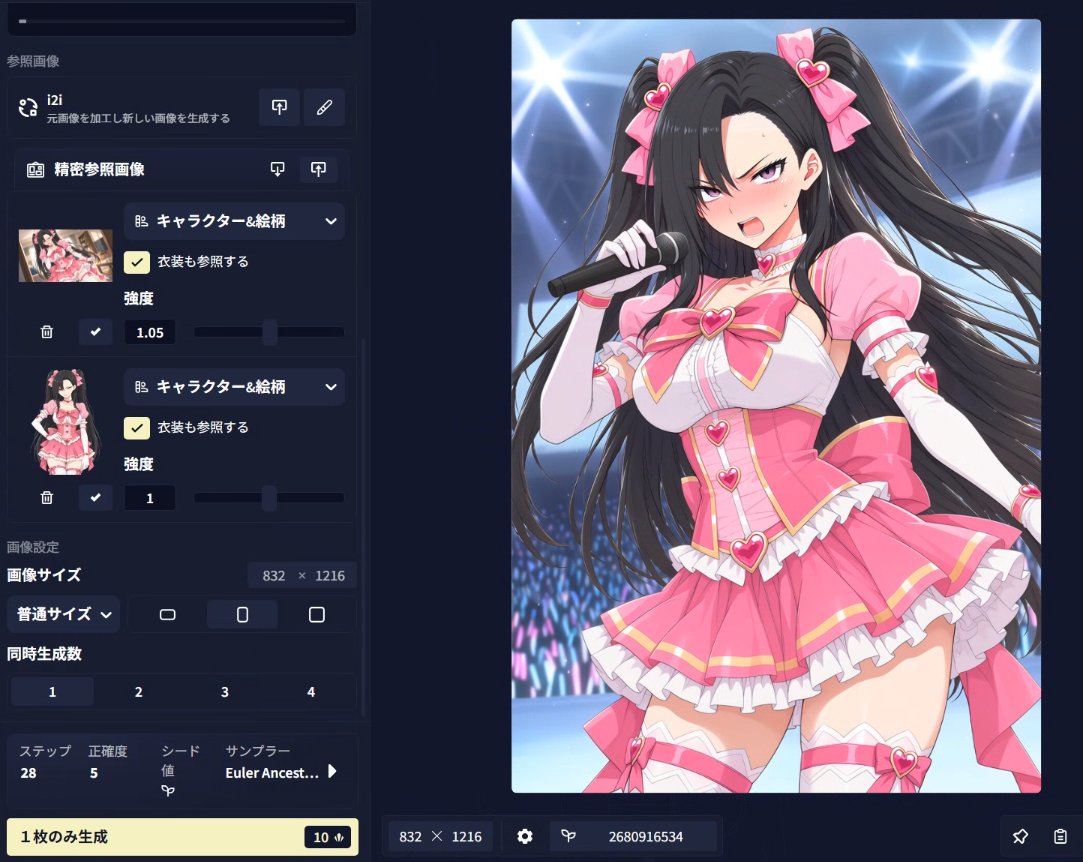 参照画像
i2i
元画像を加工し新しい画像を生成する
精密参照画像
キャラクター&絵柄
衣装も参照する
強度
1.05
キャラクター&絵柄
衣装も参照する
強度
1
画像設定
画像サイズ
832 × 1216
普通サイズ
同時生成数
1 2 3 4
ステップ 正確度 シード値 サンプラー
28 5 Euler Ancest...
1枚のみ生成 10
832 × 1216 2680916534